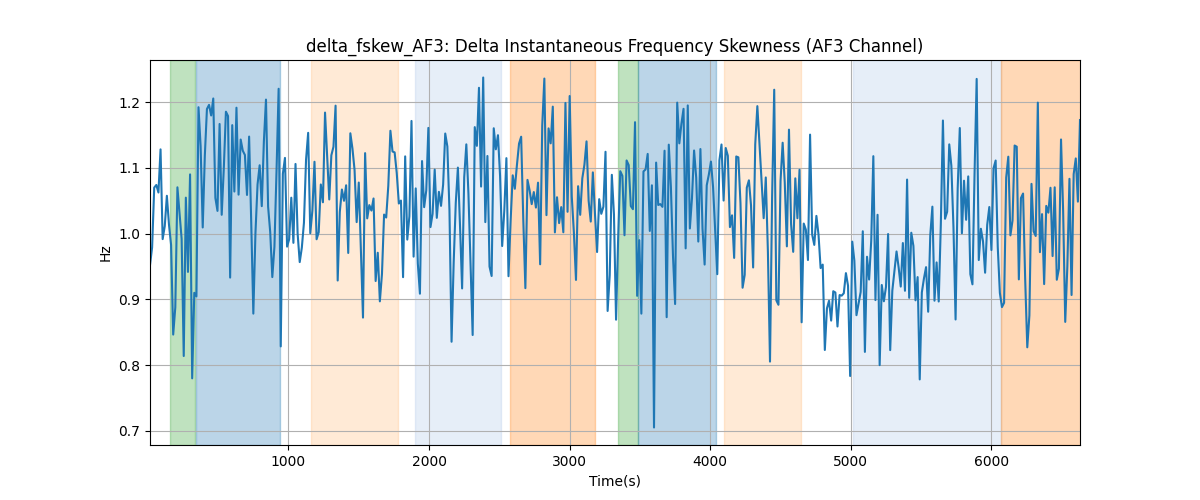 delta_fskew_AF3: Delta Instantaneous Frequency Skewness (AF3 Channel)
Hz
1.2
1.1
1.0
0.9
0.8
0.7
1000 2000 3000 4000 5000 6000
Time(s)